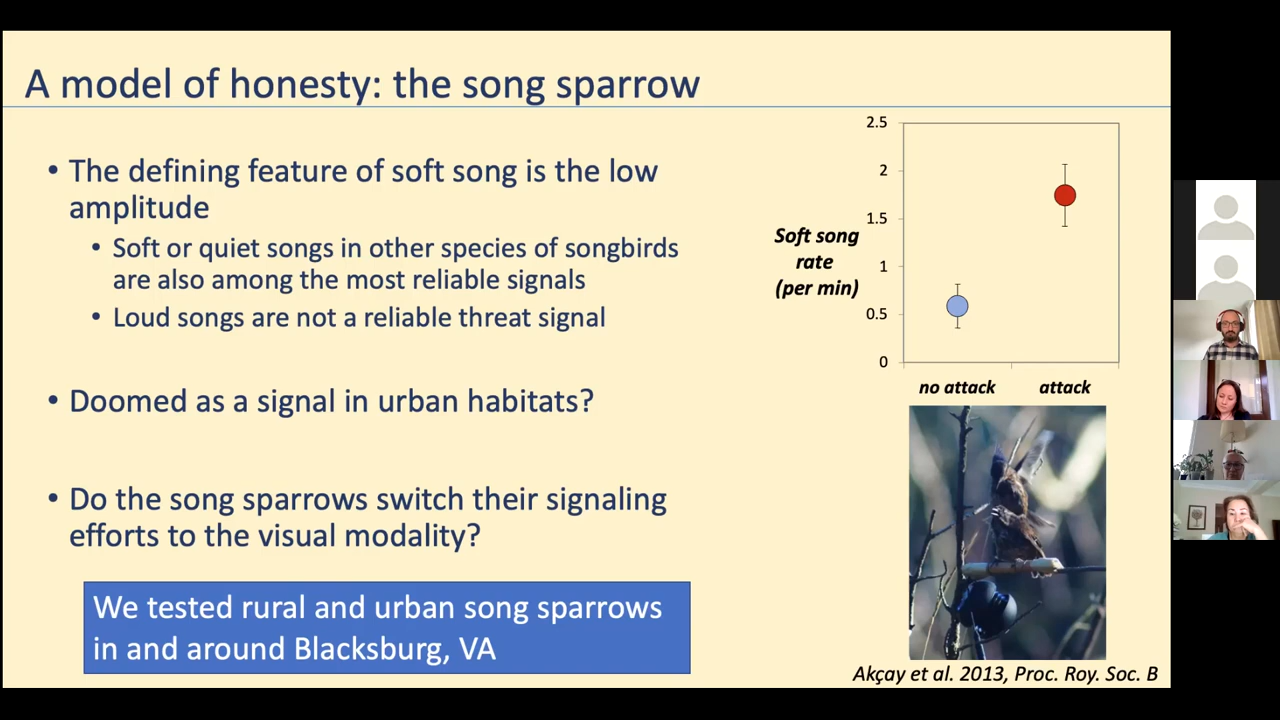 A model of honesty: the song sparrow
• The defining feature of soft song is the low
amplitude
• Soft or quiet songs in other species of songbirds
are also among the most reliable signals
• Loud songs are not a reliable threat signal
• Doomed as a signal in urban habitats?
• Do the song sparrows switch their signaling
efforts to the visual modality?
We tested rural and urban song sparrows
in and around Blacksburg, VA
2.5
2
1.5
1
0.5
0
Soft song
rate
(per min)
no attack
attack
Akçay et al. 2013, Proc. Roy. Soc. B